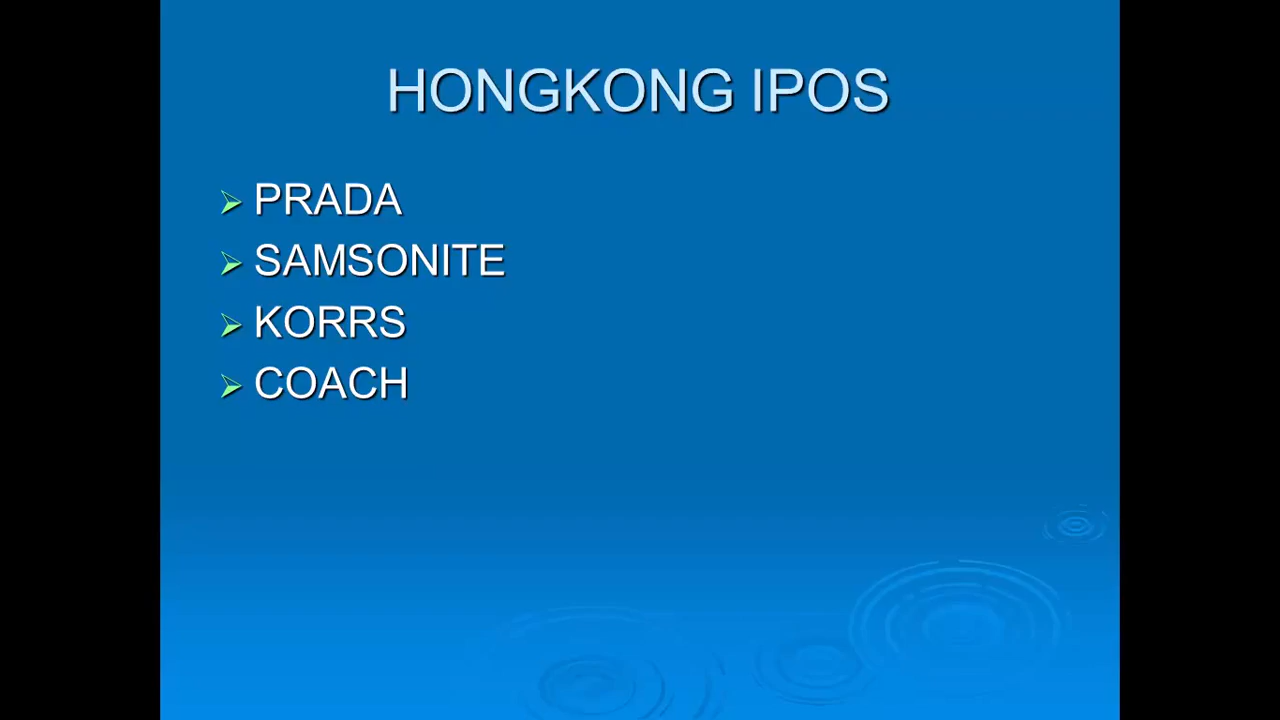 HONGKONG IPOS
PRADA
SAMSONITE
KORRS
COACH